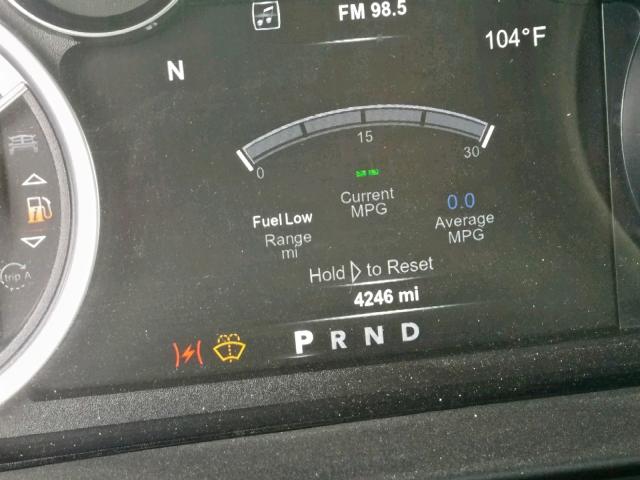 FM 98.5
104°F
N
15
0
30
Current
MPG
0.0
Average
MPG
Fuel Low
Range
mi
Hold to Reset
trip A
4246 mi
P R N D